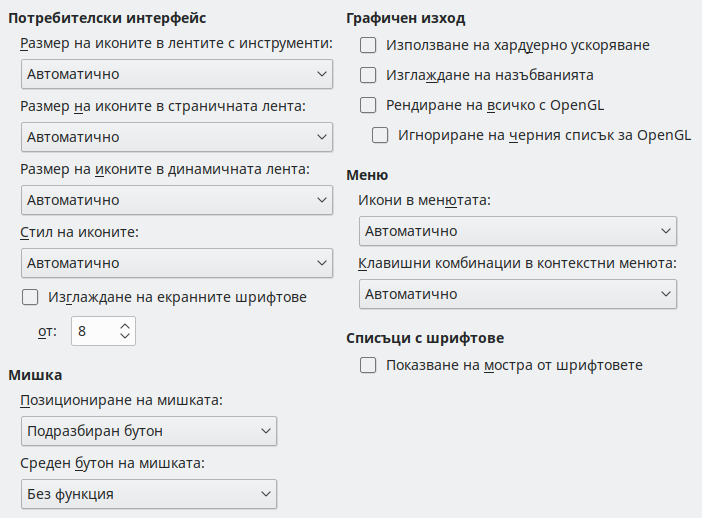 Потребителски интерфейс
Размер на иконите в лентите с инструменти:
Автоматично
Размер на иконите в страничната лента:
Автоматично
Размер на иконите в динамичната лента:
Автоматично
Стил на иконите:
Автоматично
Изглаждане на екранните шрифтове
от: 8
Мишка
Позициониране на мишката:
Подразбиран бутон
Среден бутон на мишката:
Без функция
Графичен изход
Използване на хардуерно ускоряване
Изглаждане на назъбванията
Рендиране на всичко с OpenGL
Игнориране на черния списък за OpenGL
Меню
Икони в менютата:
Автоматично
Клавишни комбинации в контекстни менюта:
Автоматично
Списъци с шрифтове
Показване на мостра от шрифтовете